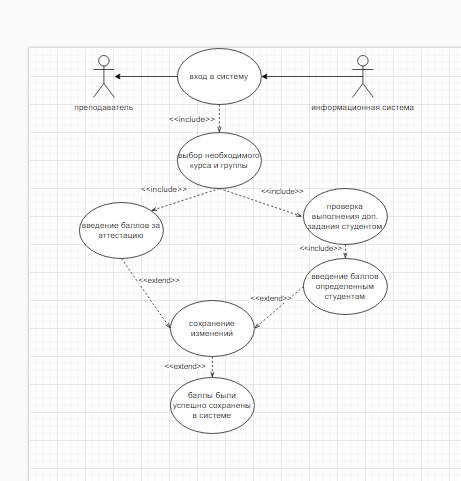 вход в систему
преподаватель
информационная система
<<include>>
выбор необходимого
курса и группы
<<include>>
<<include>>
введение баллов за
аттестацию
проверка
выполнения доп.
задания студентом
<<include>>
введение баллов
определенным
студентам
<<extend>>
<<extend>>
сохранение
изменений
<<extend>>
баллы были
успешно сохранены
в системе